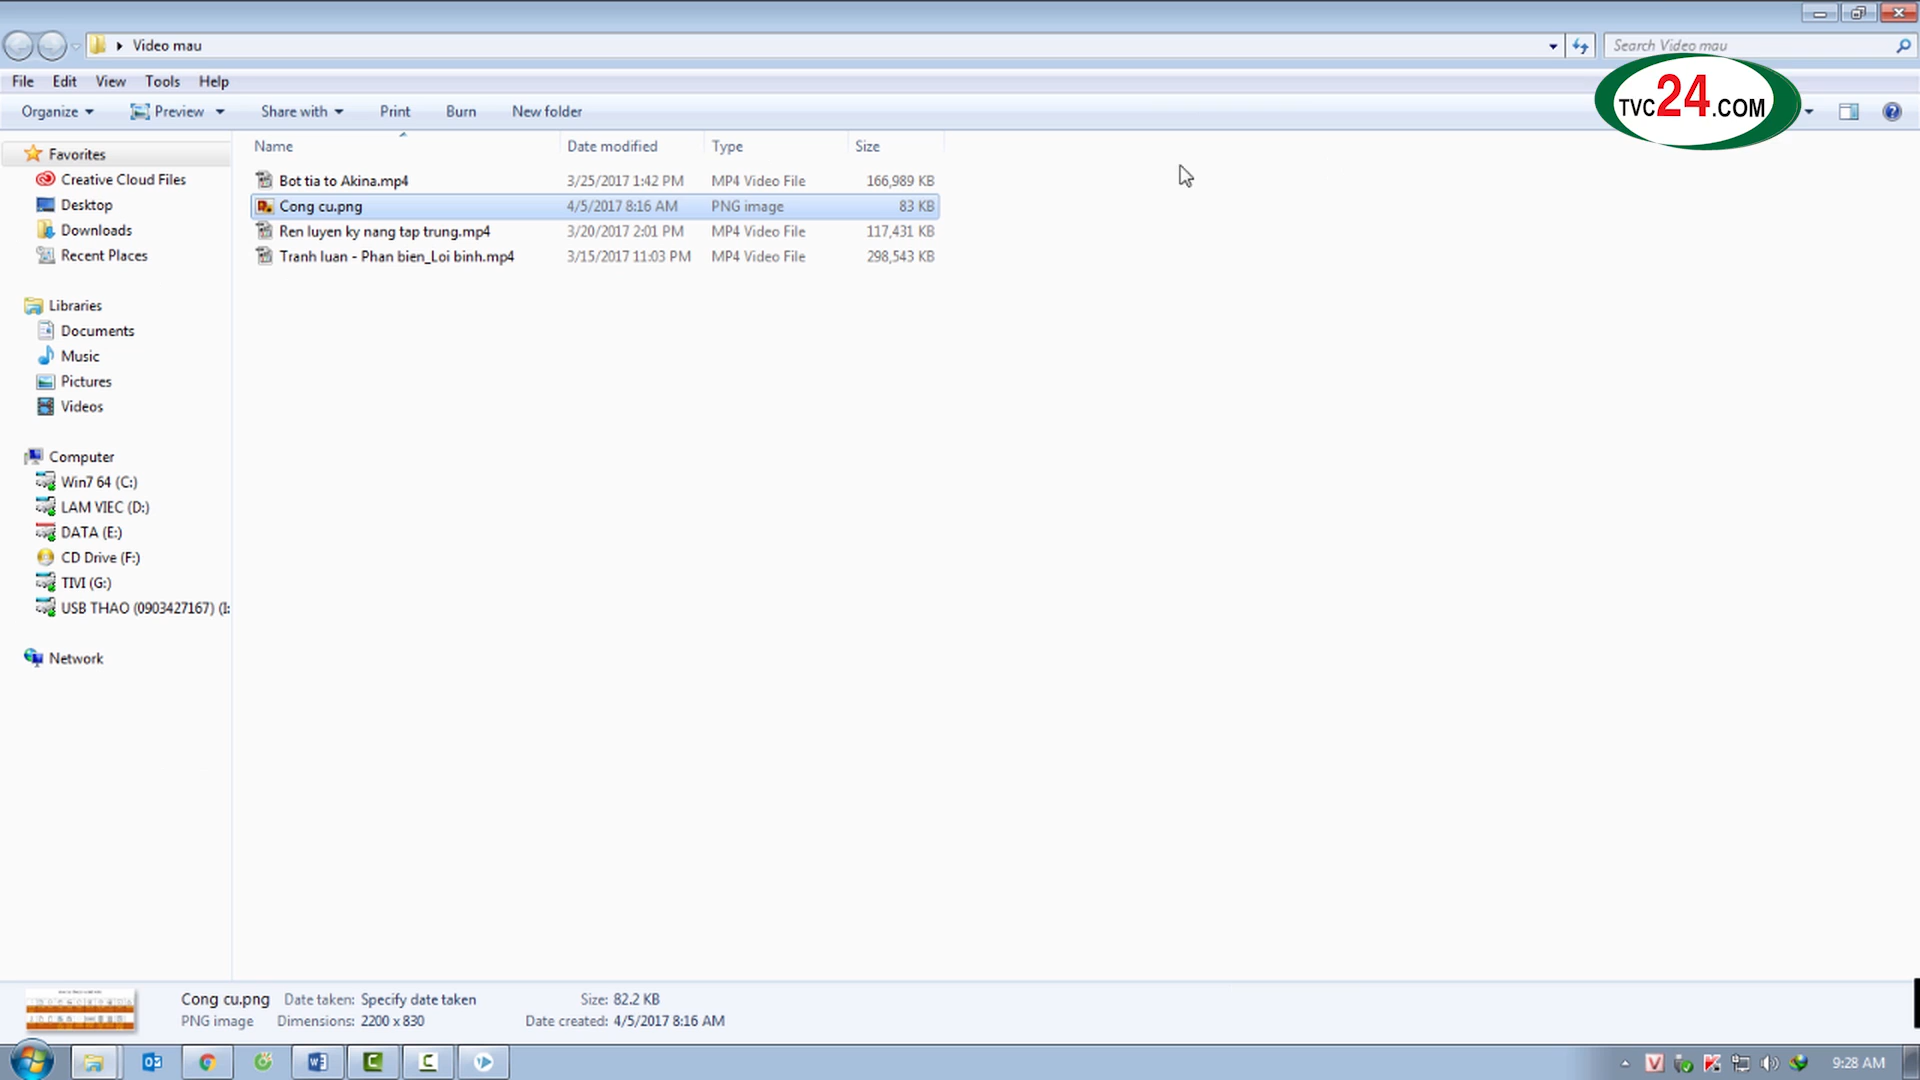 Video mau
Search Video mau
File Edit View Tools Help
Organize Preview Share with Print Burn New folder
TVC24.COM
Name Date modified Type Size
Bot tia to Akina.mp4 3/25/2017 1:42 PM MP4 Video File 166,989 KB
Cong cu.png 4/5/2017 8:16 AM PNG image 83 KB
Ren luyen ky nang tap trung.mp4 3/20/2017 2:01 PM MP4 Video File 117,431 KB
Tranh luan - Phan bien_Loi binh.mp4 3/15/2017 11:03 PM MP4 Video File 298,543 KB
Favorites
Creative Cloud Files
Desktop
Downloads
Recent Places
Libraries
Documents
Music
Pictures
Videos
Computer
Win7 64 (C:)
LAM VIEC (D:)
DATA (E:)
CD Drive (F:)
TIVI (G:)
USB THAO (0903427167) (I:
Network
Cong cu.png Date taken: Specify date taken Size: 82.2 KB
PNG image Dimensions: 2200 x 830 Date created: 4/5/2017 8:16 AM
9:28 AM